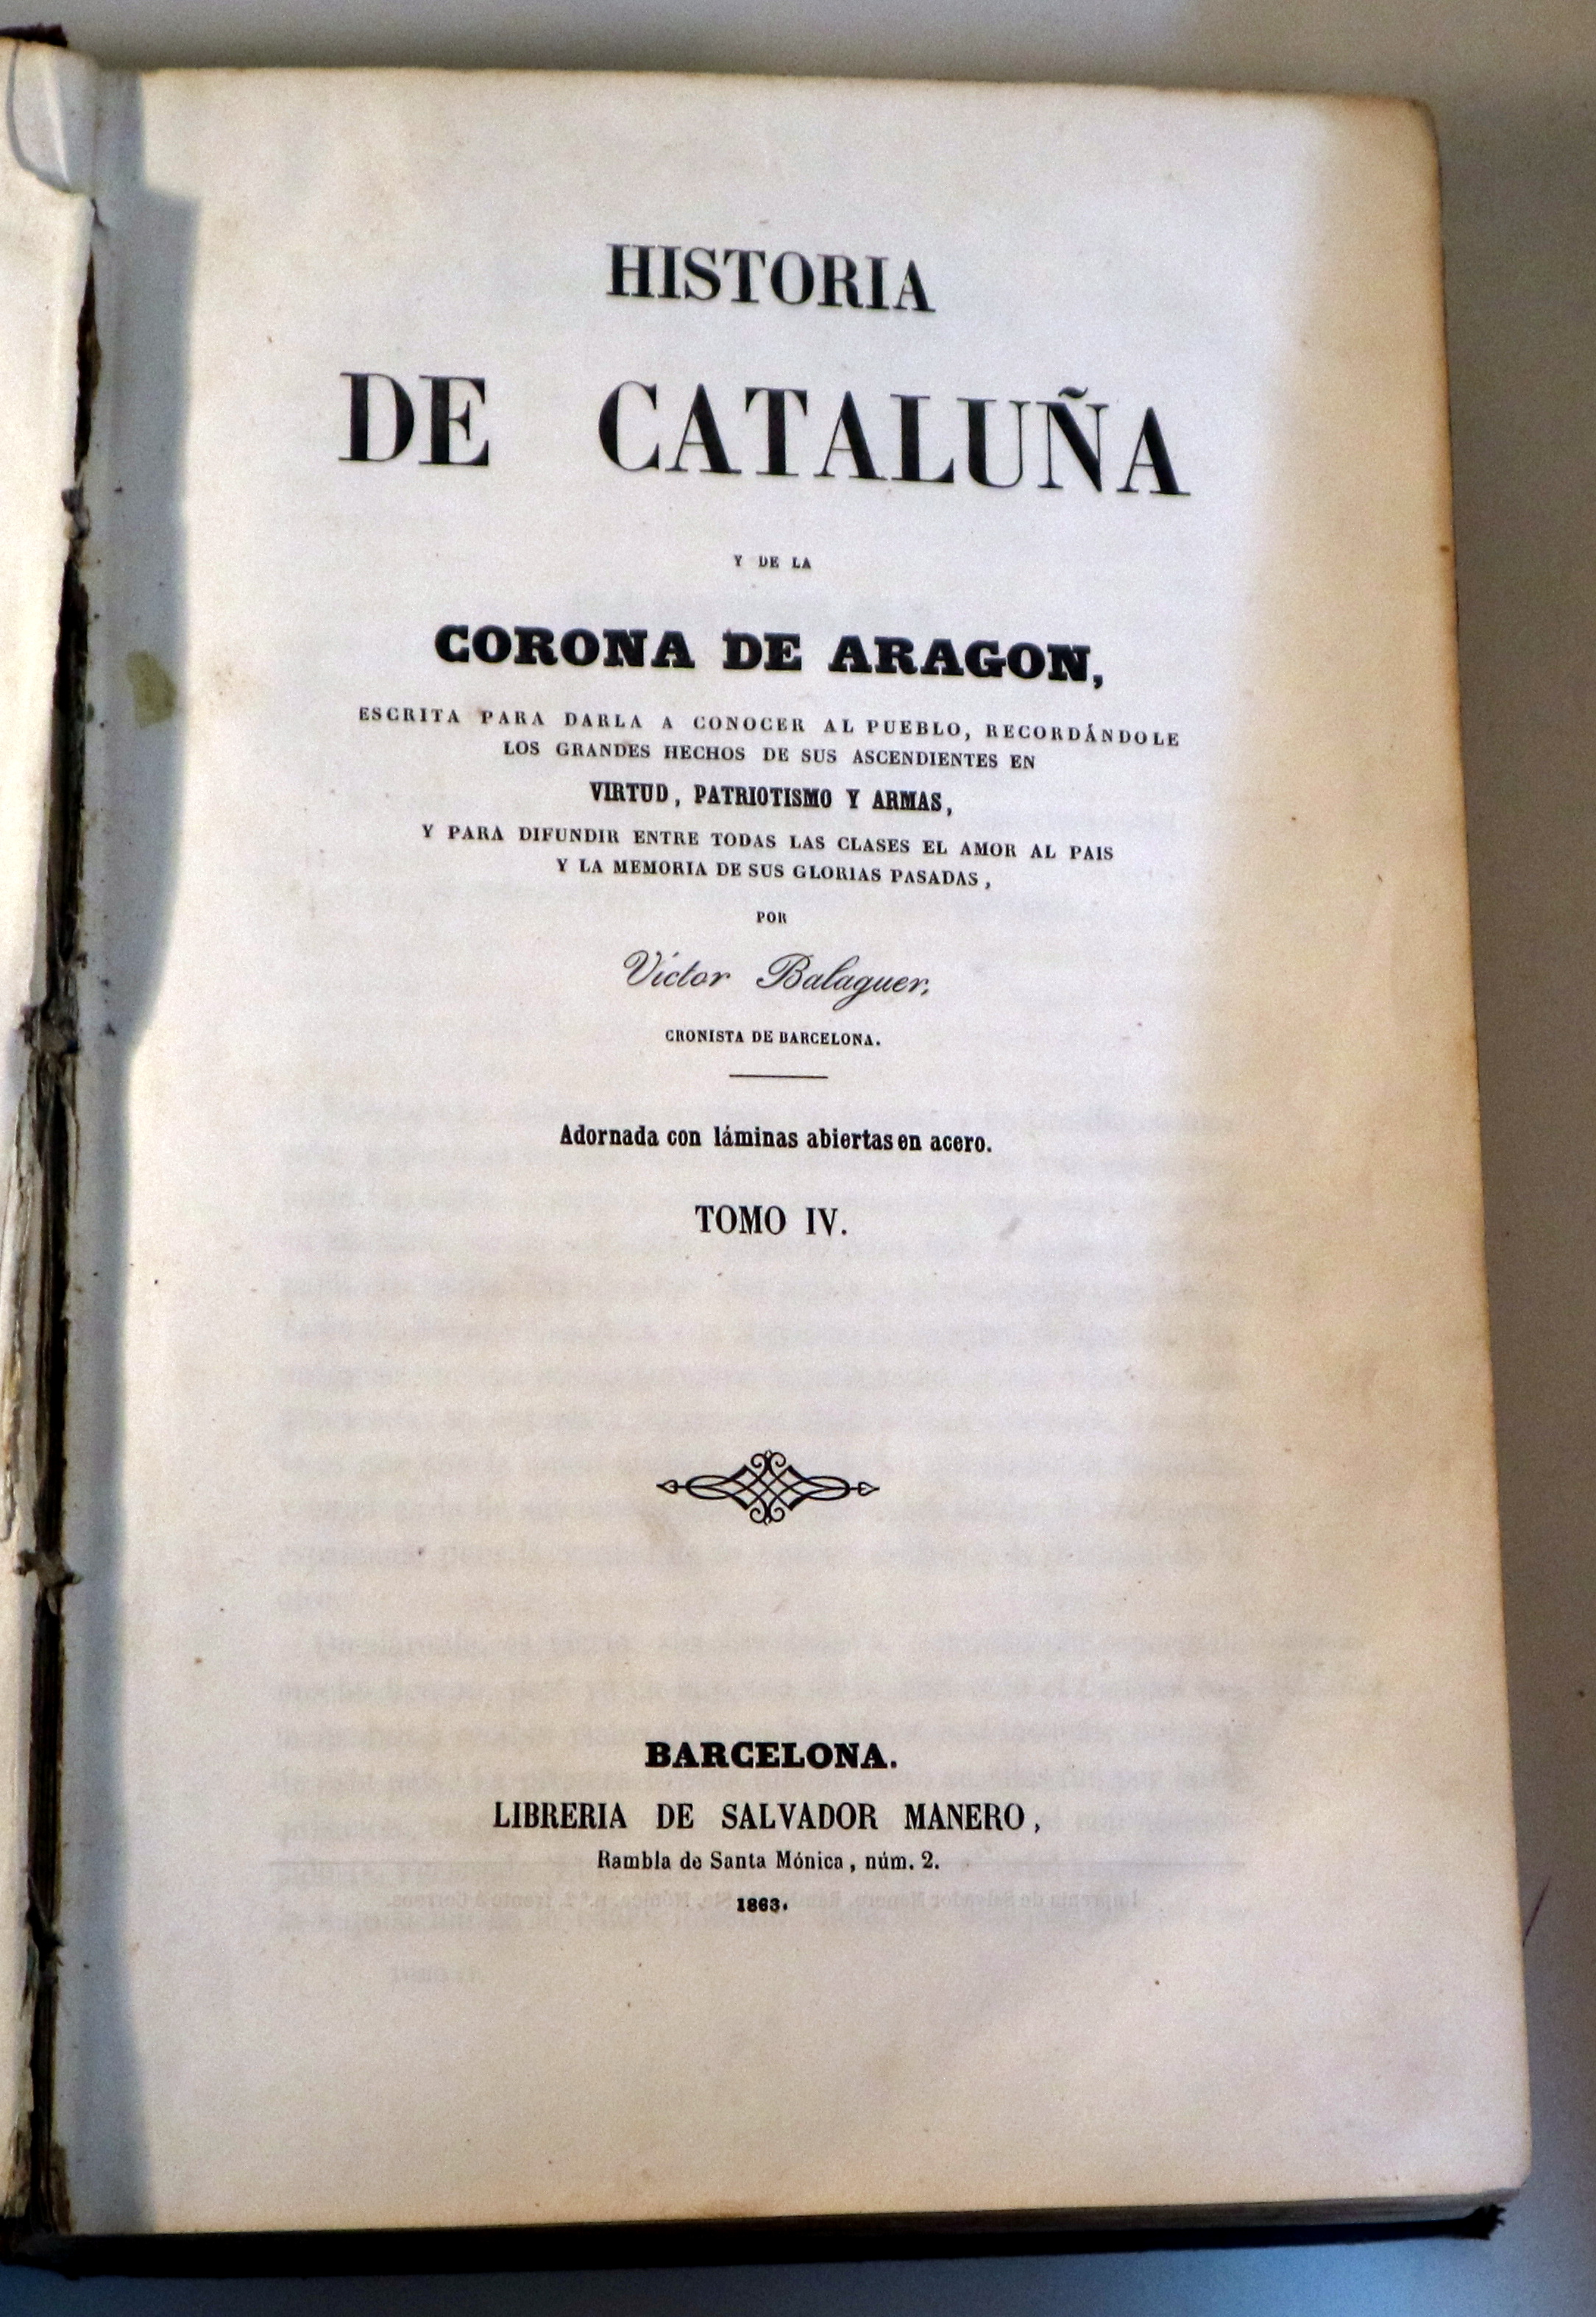 HISTORIA
DE CATALUÑA
Y DE LA
CORONA DE ARAGON,
ESCRITA PARA DARLA A CONOCER AL PUEBLO, RECORDÁNDOLE
LOS GRANDES HECHOS DE SUS ASCENDIENTES EN
VIRTUD, PATRIOTISMO Y ARMAS,
Y PARA DIFUNDIR ENTRE TODAS LAS CLASES EL AMOR AL PAIS
Y LA MEMORIA DE SUS GLORIAS PASADAS,
POR
Víctor Balaguer,
CRONISTA DE BARCELONA.
Adornada con láminas abiertas en acero.
TOMO IV.
BARCELONA.
LIBRERIA DE SALVADOR MANERO,
Rambla de Santa Mónica, núm. 2.
1863.